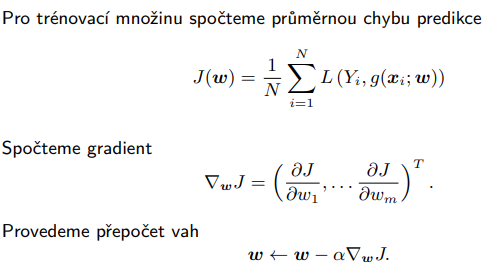 Pro trénovací množinu spočteme průměrnou chybu predikce
$$J(\boldsymbol{w}) = \frac{1}{N} \sum_{i=1}^{N} L\left(Y_i, g(\boldsymbol{x}_i; \boldsymbol{w})\right)$$
Spočteme gradient
$$\nabla_{\boldsymbol{w}} J = \left( \frac{\partial J}{\partial w_1}, \ldots \frac{\partial J}{\partial w_m} \right)^T.$$
Provedeme přepočet vah
$$\boldsymbol{w} \leftarrow \boldsymbol{w} - \alpha \nabla_{\boldsymbol{w}} J.$$